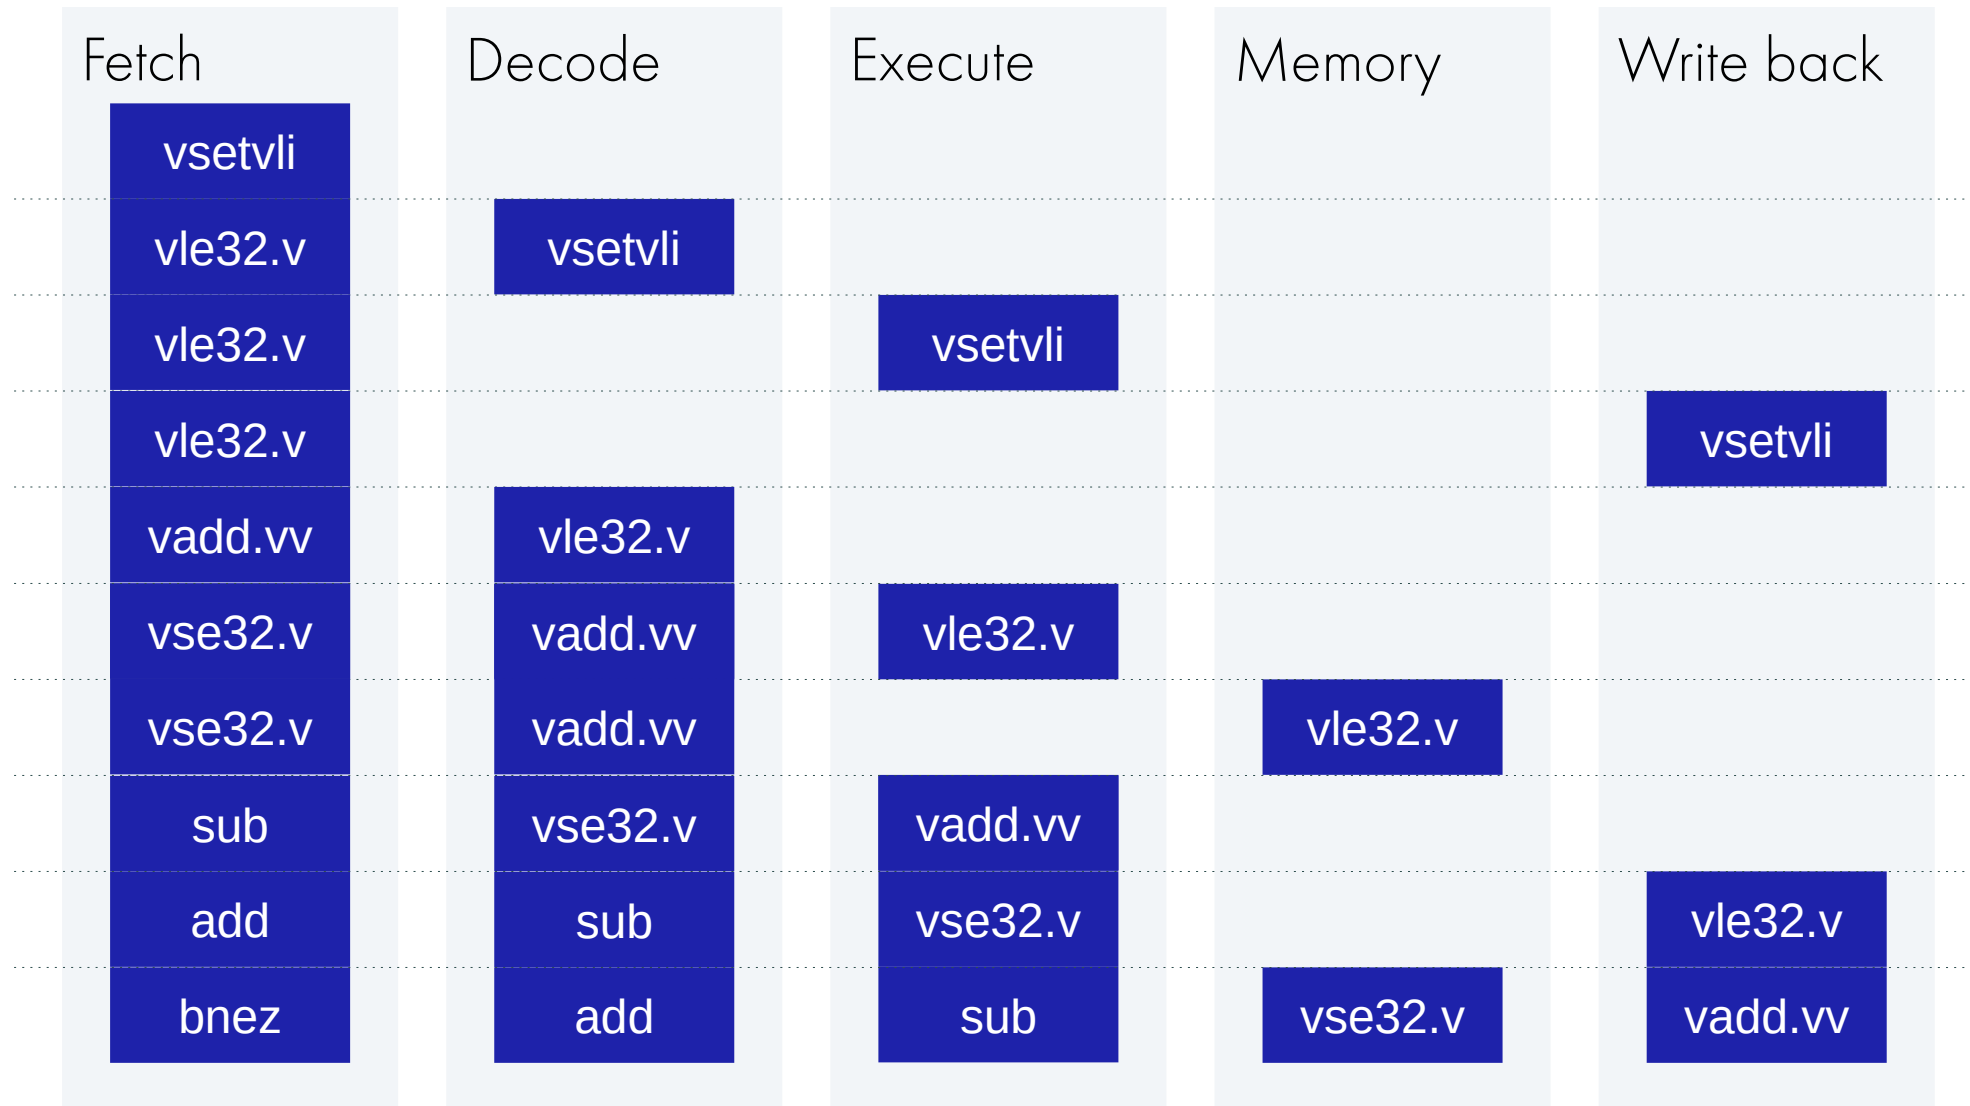 Fetch Decode Execute Memory Write back
vsetvli
vle32.v vsetvli
vle32.v vsetvli
vle32.v vsetvli
vadd.vv vle32.v
vse32.v vadd.vv vle32.v
vse32.v vadd.vv vle32.v
sub vse32.v vadd.vv
add sub vse32.v vle32.v
bnez add sub vse32.v vadd.vv